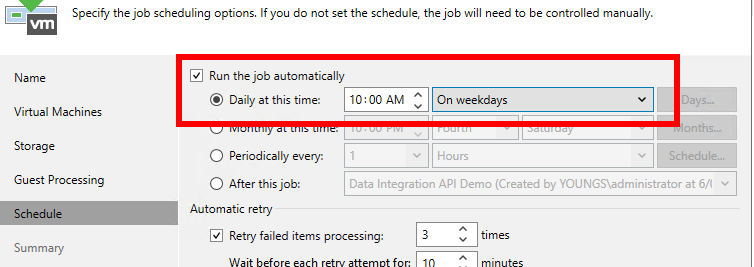 Specify the job scheduling options. If you do not set the schedule, the job will need to be controlled manually.
vm
Name
Virtual Machines
Storage
Guest Processing
Schedule
Summary
Run the job automatically
Daily at this time: 10:00 AM On weekdays Days...
Monthly at this time: 10:00 PM Fourth Saturday Months...
Periodically every: 1 Hours Schedule...
After this job: Data Integration API Demo (Created by YOUNGS\administrator at 6/
Automatic retry
Retry failed items processing: 3 times
Wait before each retry attempt for: 10 minutes